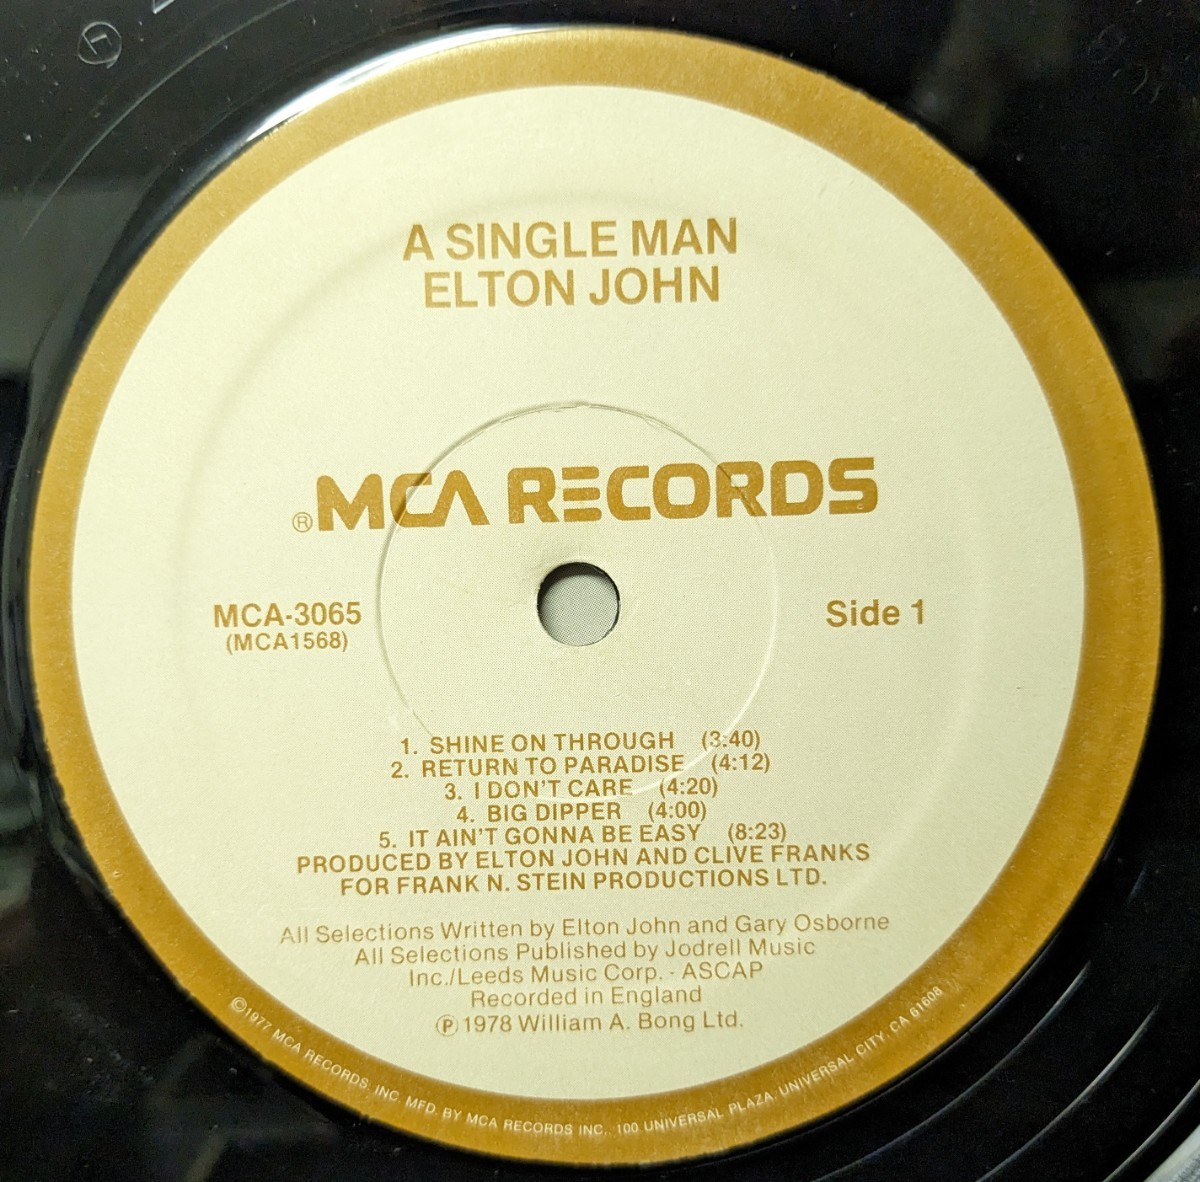 A SINGLE MAN
ELTON JOHN
® MCA RECORDS
MCA-3065
(MCA1568)
Side 1
1. SHINE ON THROUGH (3:40)
2. RETURN TO PARADISE (4:12)
3. I DON'T CARE (4:20)
4. BIG DIPPER (4:00)
5. IT AIN'T GONNA BE EASY (8:23)
PRODUCED BY ELTON JOHN AND CLIVE FRANKS
FOR FRANK N. STEIN PRODUCTIONS LTD.
All Selections Written by Elton John and Gary Osborne
All Selections Published by Jodrell Music
Inc./Leeds Music Corp. - ASCAP
Recorded in England
℗ 1978 William A. Bong Ltd.
©1977 MCA RECORDS, INC. MFD. BY MCA RECORDS INC., 100 UNIVERSAL PLAZA, UNIVERSAL CITY, CA 61608